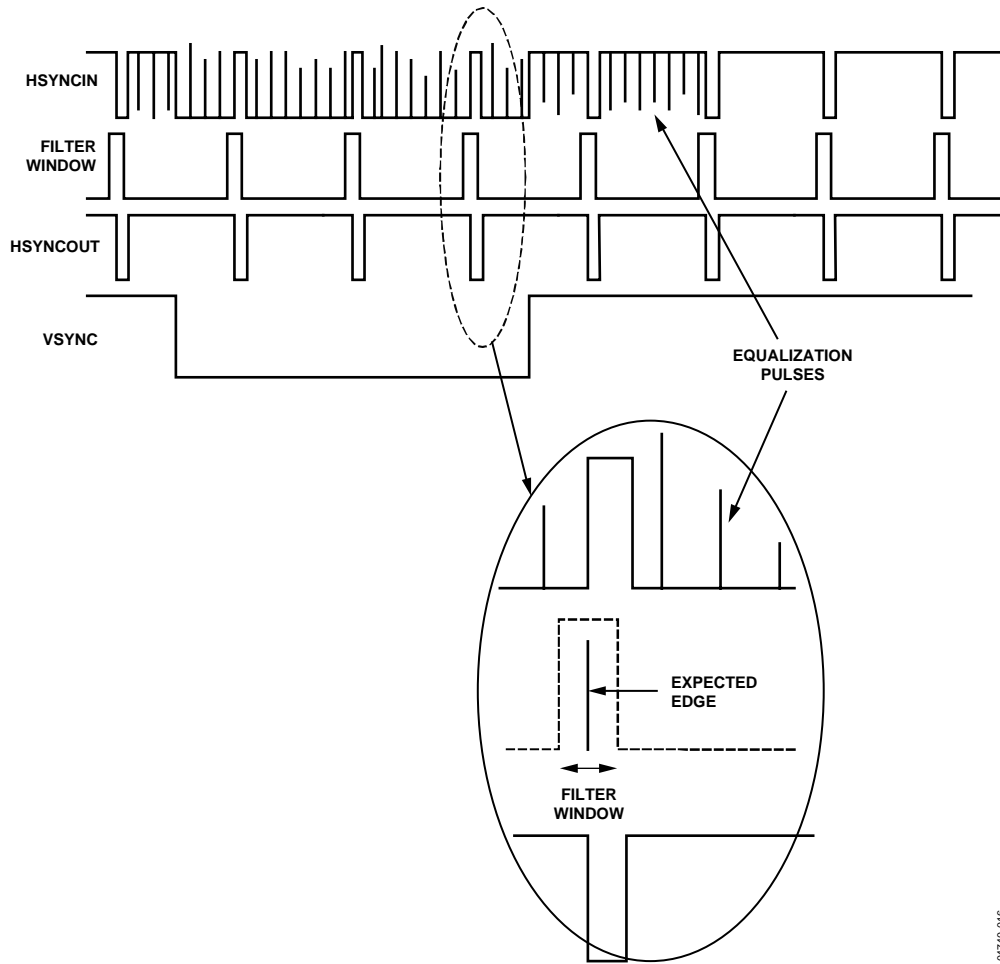 HSYNCIN
FILTER
WINDOW
HSYNCOUT
VSYNC
EQUALIZATION
PULSES
EXPECTED
EDGE
FILTER
WINDOW